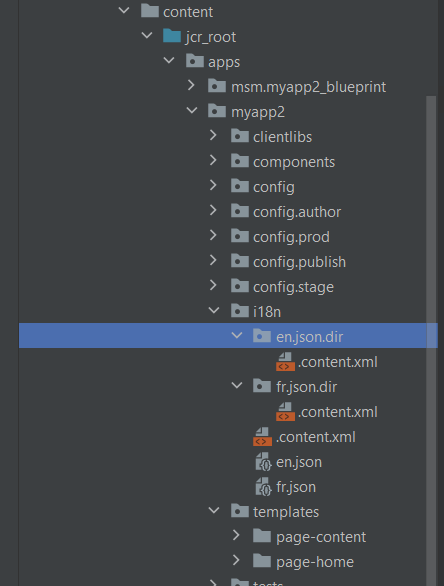 content
jcr_root
apps
msm.myapp2_blueprint
myapp2
clientlibs
components
config
config.author
config.prod
config.publish
config.stage
i18n
en.json.dir
.content.xml
fr.json.dir
.content.xml
.content.xml
en.json
fr.json
templates
page-content
page-home
tests